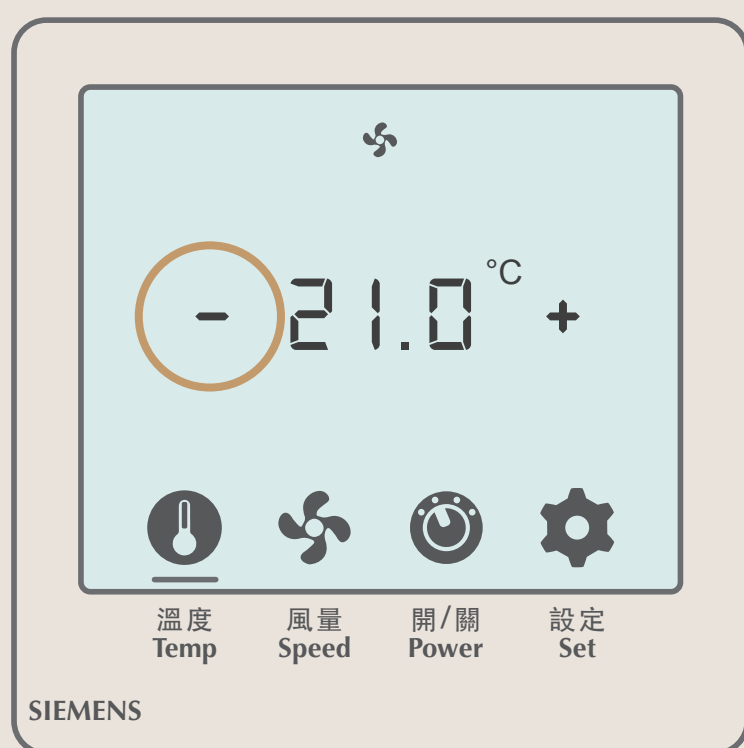 - 21.0 °C +
溫度 風量 開/關 設定
Temp Speed Power Set
SIEMENS